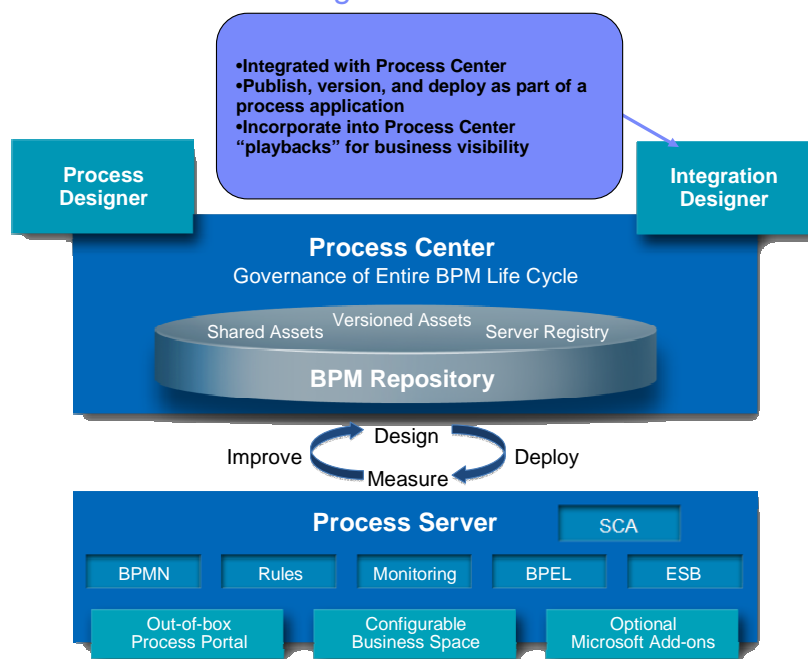 •Integrated with Process Center
•Publish, version, and deploy as part of a
process application
•Incorporate into Process Center
“playbacks” for business visibility
Process
Designer
Integration
Designer
Process Center
Governance of Entire BPM Life Cycle
Versioned Assets
Shared Assets
Server Registry
BPM Repository
Design
Improve
Deploy
Measure
Process Server
SCA
BPMN
Rules
Monitoring
BPEL
ESB
Out-of-box
Process Portal
Configurable
Business Space
Optional
Microsoft Add-ons